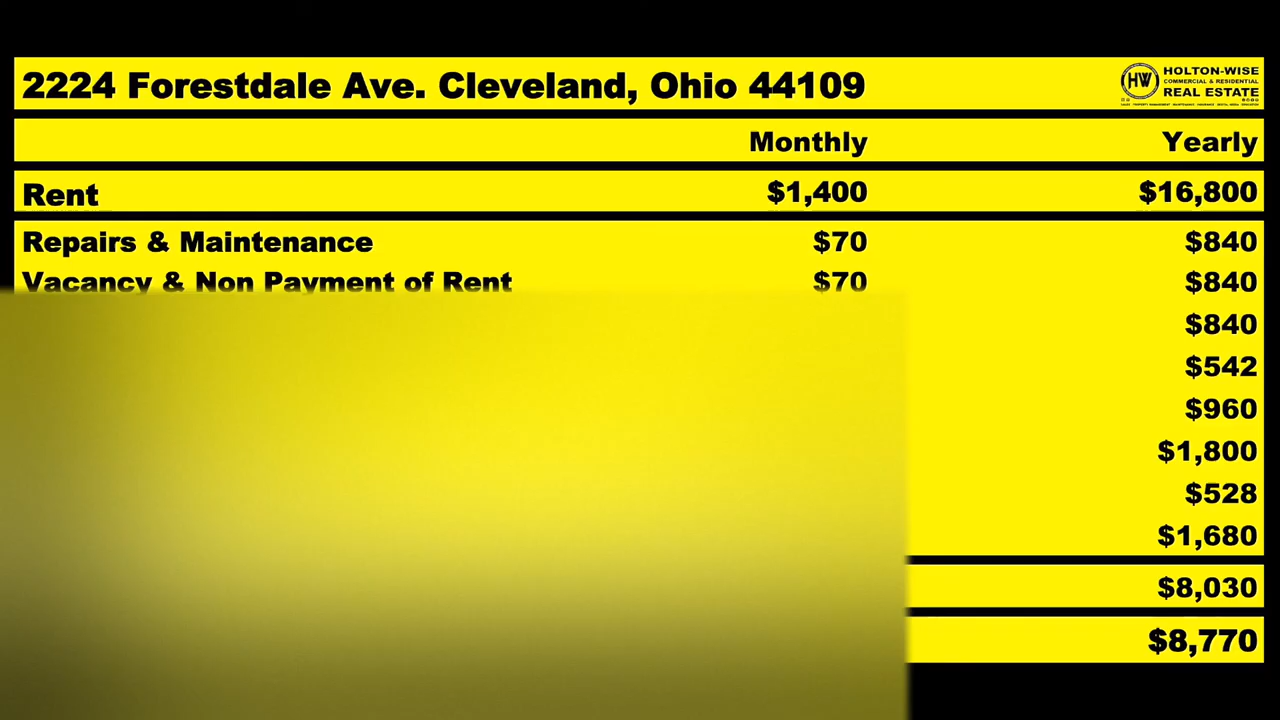 2224 Forestdale Ave. Cleveland, Ohio 44109
HOLTON-WISE
COMMERCIAL & RESIDENTIAL
REAL ESTATE
HW
Monthly Yearly
Rent $1,400 $16,800
Repairs & Maintenance $70 $840
Vacancy & Non Payment of Rent $70 $840
$840
$542
$960
$1,800
$528
$1,680
$8,030
$8,770